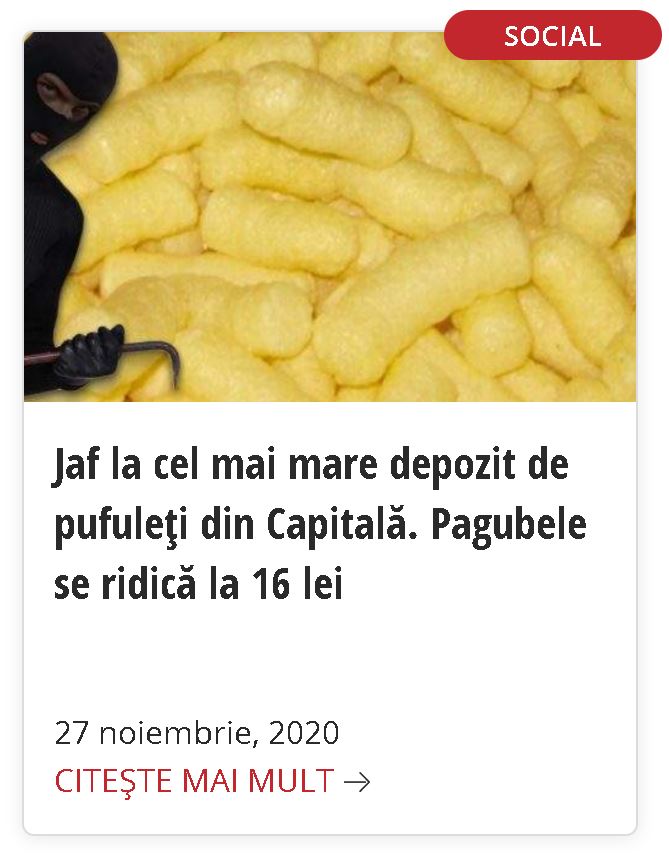 SOCIAL
Jaf la cel mai mare depozit de
pufuleţi din Capitală. Pagubele
se ridică la 16 lei
27 noiembrie, 2020
CITEŞTE MAI MULT →